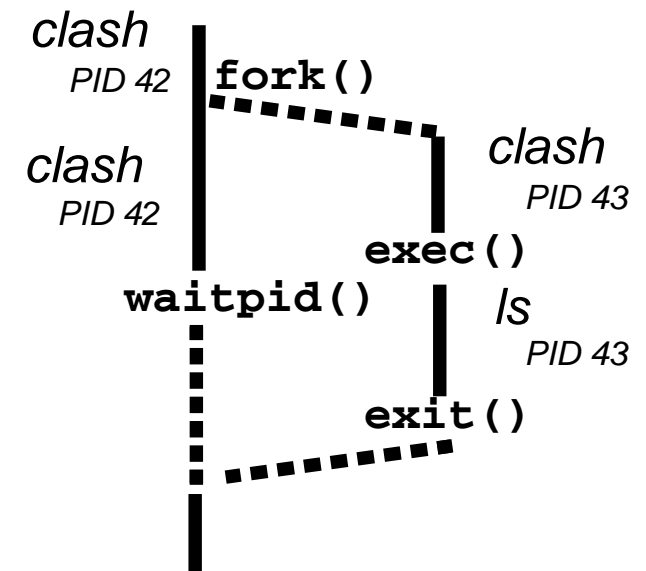 clash
PID 42
fork()
clash
PID 42
clash
PID 43
exec()
waitpid()
ls
PID 43
exit()